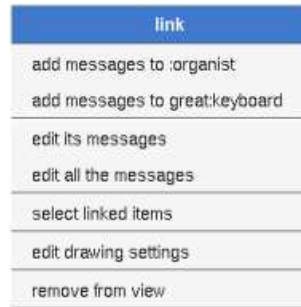 link
add messages to :organist
add messages to great:keyboard
edit its messages
edit all the messages
select linked items
edit drawing settings
remove from view